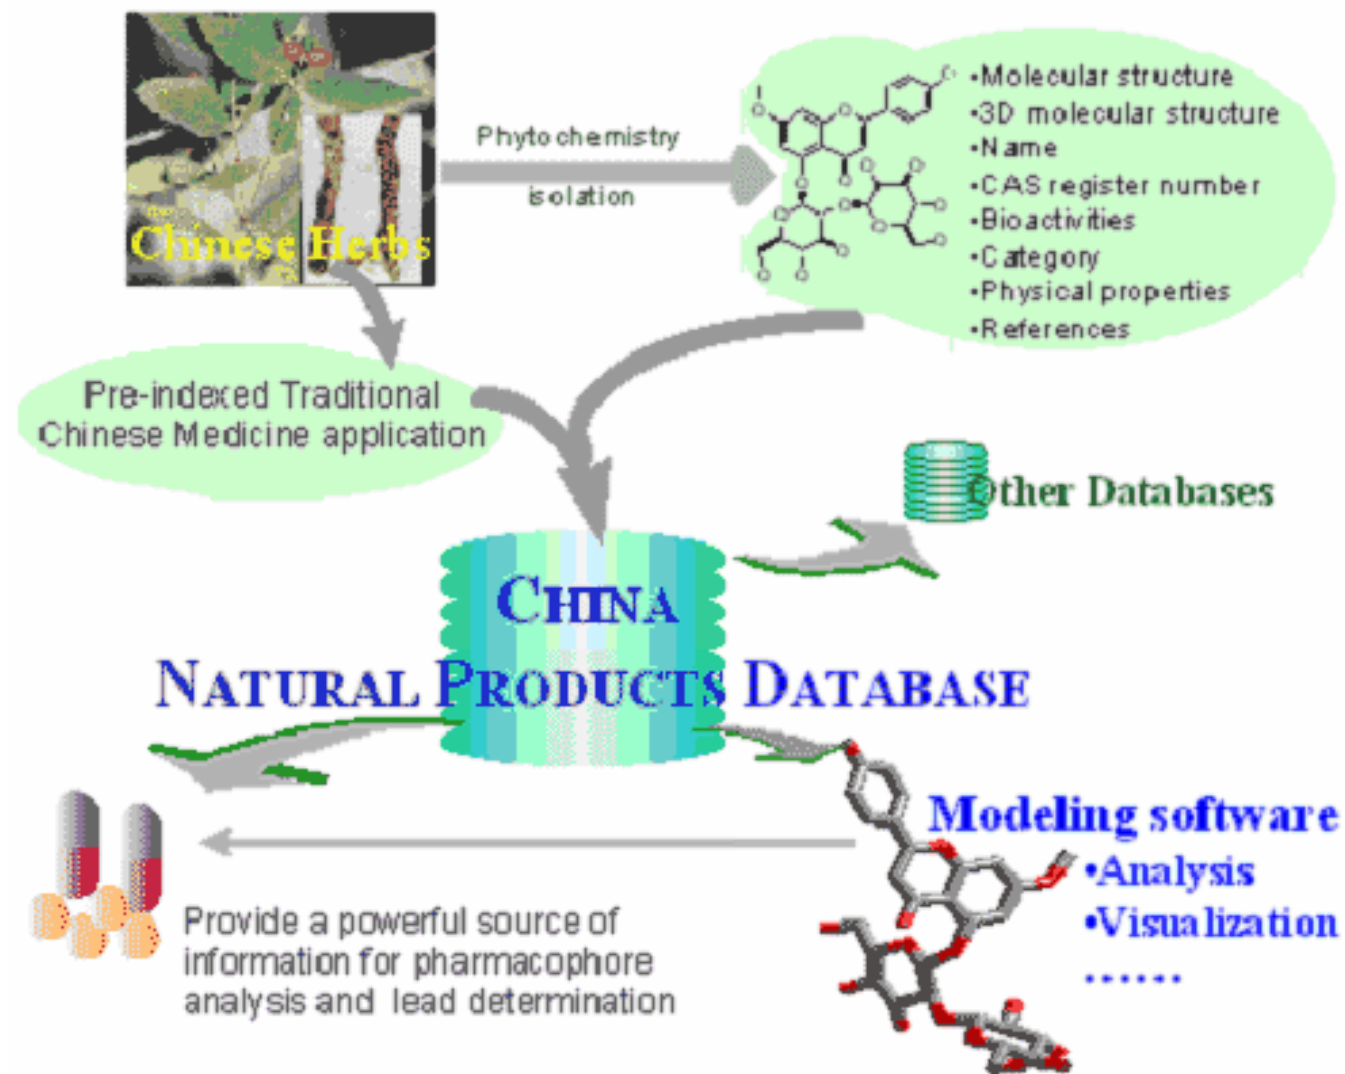 Chinese Herbs
Phytochemistry
isolation
•Molecular structure
•3D molecular structure
•Name
•CAS register number
•Bioactivities
•Category
•Physical properties
•References
Pre-indexed Traditional
Chinese Medicine application
Other Databases
CHINA
NATURAL PRODUCTS DATABASE
Modeling software
•Analysis
•Visualization
......
Provide a powerful source of
information for pharmacophore
analysis and lead determination